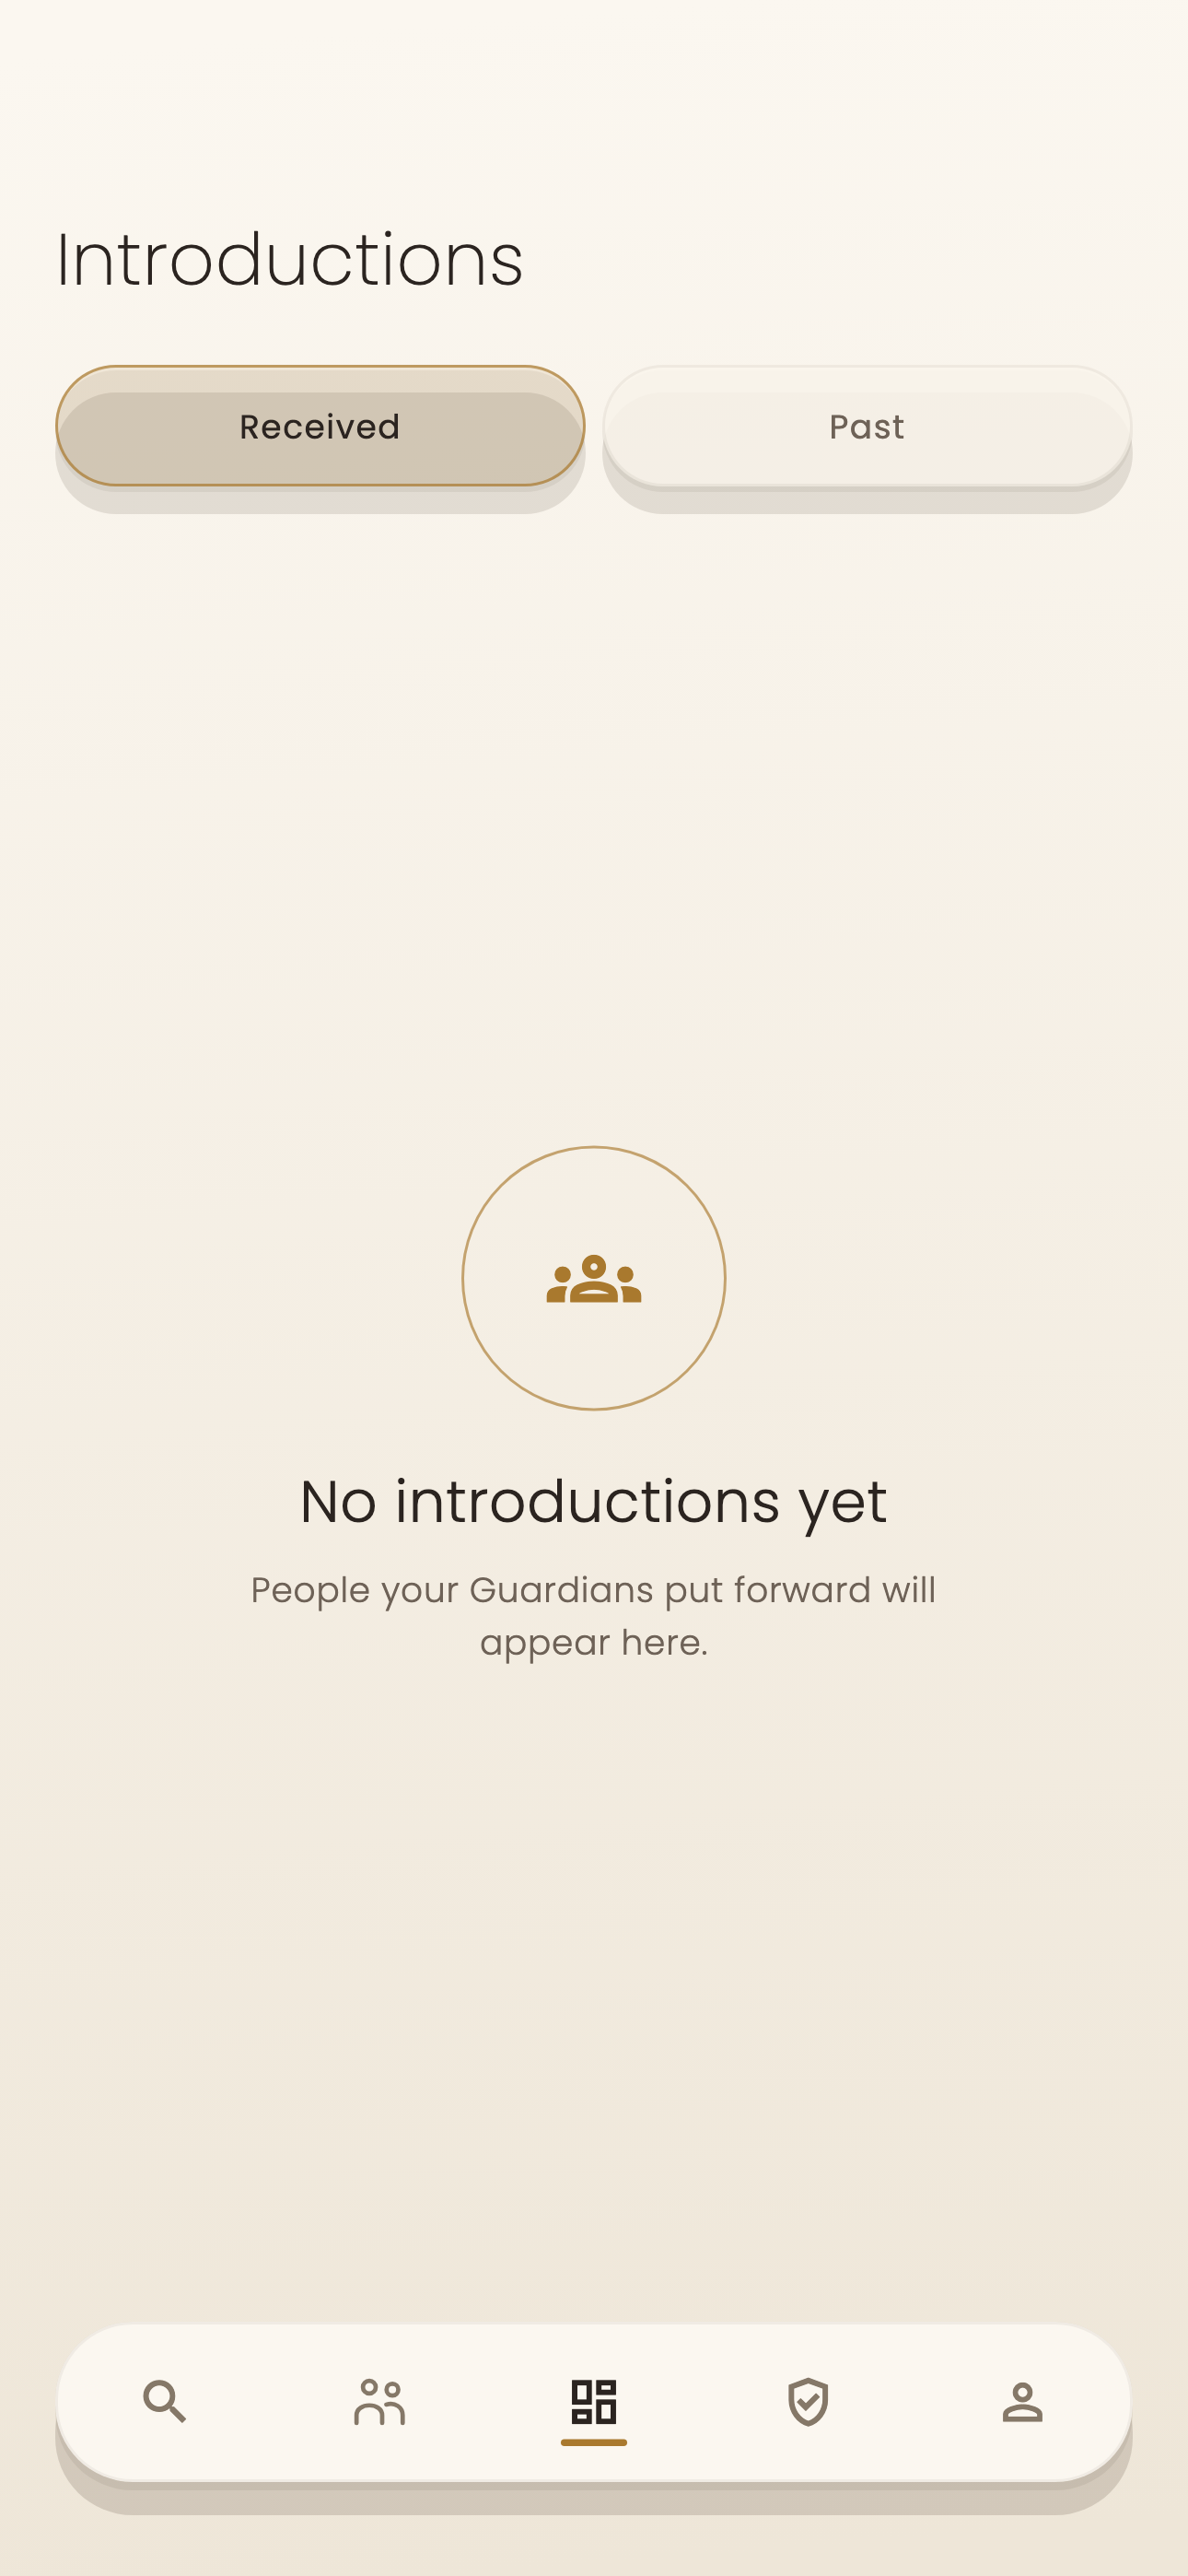 Introductions
Received
Past
No introductions yet
People your Guardians put forward will
appear here.